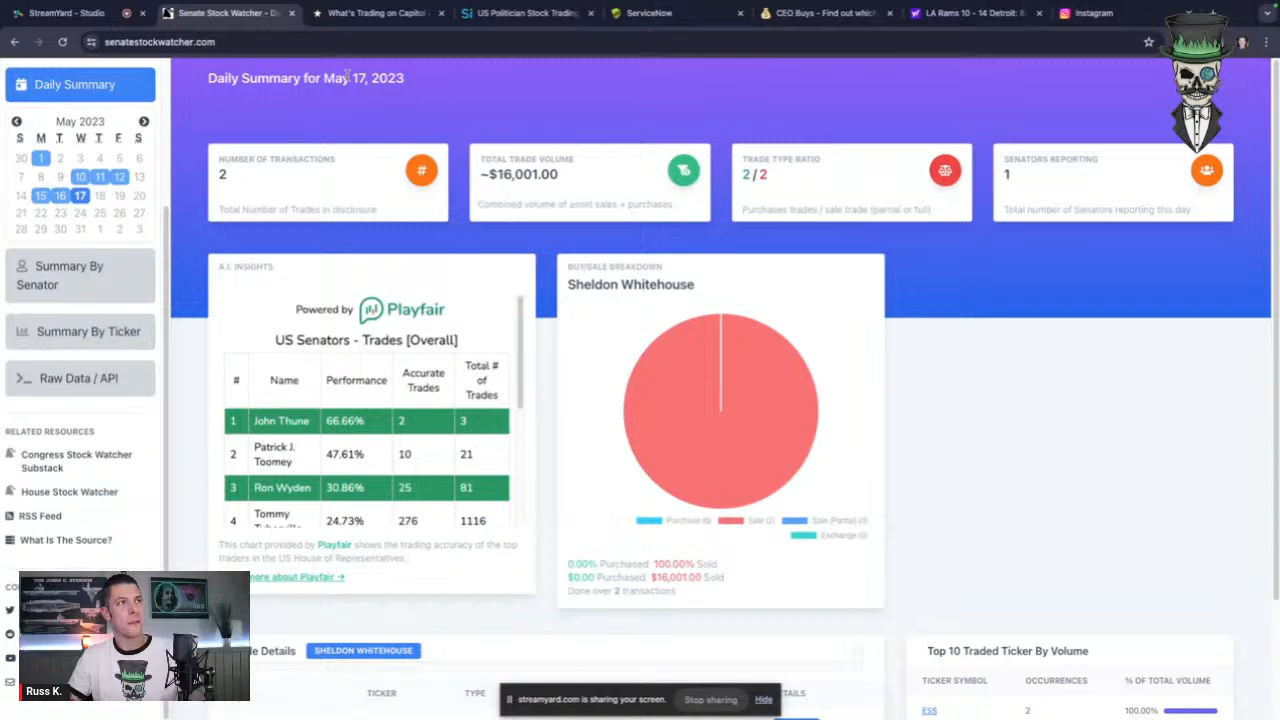 StreamYard - Studio
Senate Stock Watcher - D
What's Trading on Capitol
US Politician Stock Trading
ServiceNow
CEO Buys - Find out which
LA Rams 10 - 14 Detroit:
Instagram
senatestockwatcher.com
Daily Summary
May 2023
S M T W T F S
30 1 2 3 4 5 6
7 8 9 10 11 12 13
14 15 16 17 18 19 20
21 22 23 24 25 26 27
28 29 30 31 1 2 3
Summary By
Senator
Summary By Ticker
Raw Data / API
RELATED RESOURCES
Congress Stock Watcher
Substack
House Stock Watcher
RSS Feed
What Is The Source?
Daily Summary for May 17, 2023
NUMBER OF TRANSACTIONS
2
Total Number of Trades in disclosure
TOTAL TRADE VOLUME
~$16,001.00
Combined volume of asset sales + purchases
TRADE TYPE RATIO
2 / 2
Purchases trades / sale trade (partial or full)
SENATORS REPORTING
1
Total number of Senators reporting this day
A.I. INSIGHTS
Powered by Playfair
US Senators - Trades [Overall]
# Name Performance Accurate Trades Total # of Trades
1 John Thune 66.66% 2 3
2 Patrick J. Toomey 47.61% 10 21
3 Ron Wyden 30.86% 25 81
4 Tommy 24.73% 276 1116
This chart provided by Playfair shows the trading accuracy of the top
traders in the US House of Representatives.
more about Playfair →
BUY/SALE BREAKDOWN
Sheldon Whitehouse
Purchase (0) Sale (2) Sale (Partial) (0)
Exchange (0)
0.00% Purchased 100.00% Sold
$0.00 Purchased $16,001.00 Sold
Done over 2 transactions
Details
SHELDON WHITEHOUSE
TICKER TYPE
Top 10 Traded Ticker By Volume
TICKER SYMBOL OCCURRENCES % OF TOTAL VOLUME
ESS 2 100.00%
streamyard.com is sharing your screen.
Stop sharing
Hide
Russ K.